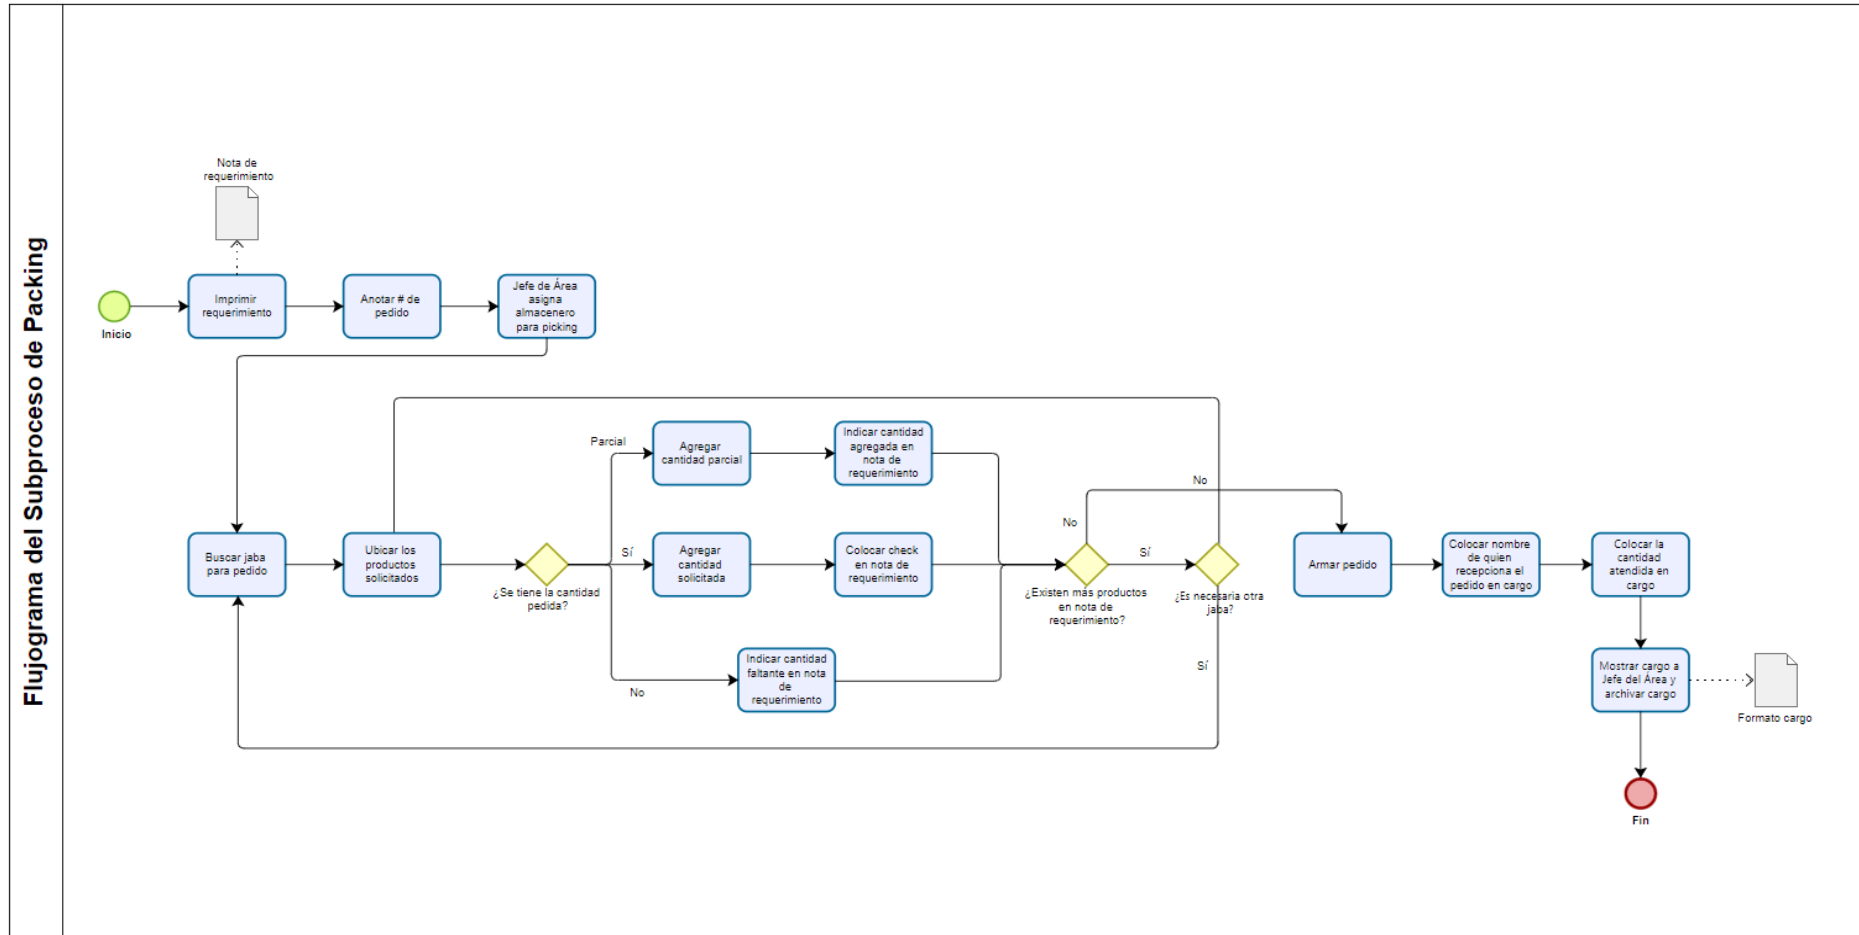 Flujograma del Subproceso de Packing
Nota de
requerimiento
Inicio
Imprimir
requerimiento
Anotar # de
pedido
Jefe de Área
asigna
almacenero
para picking
Buscar jaba
para pedido
Ubicar los
productos
solicitados
¿Se tiene la cantidad
pedida?
Parcial
Agregar
cantidad parcial
Indicar cantidad
agregada en
nota de
requerimiento
Sí
Agregar
cantidad
solicitada
Colocar check
en nota de
requerimiento
No
Indicar cantidad
faltante en nota
de
requerimiento
¿Existen más productos
en nota de
requerimiento?
No
Sí
¿Es necesaria otra
jaba?
No
Sí
Armar pedido
Colocar nombre
de quien
recepciona el
pedido en cargo
Colocar la
cantidad
atendida en
cargo
Mostrar cargo a
Jefe del Área y
archivar cargo
Formato cargo
Fin